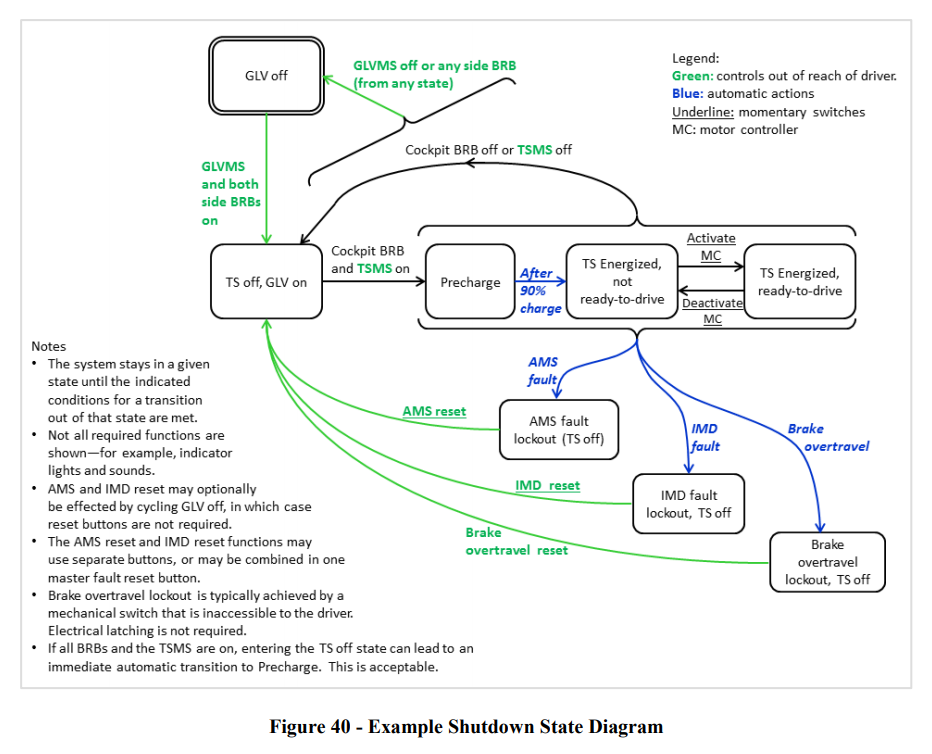 GLV off
GLVMS off or any side BRB
(from any state)
Legend:
Green: controls out of reach of driver.
Blue: automatic actions
Underline: momentary switches
MC: motor controller
Cockpit BRB off or TSMS off
GLVMS
and both
side BRBs
on
TS off, GLV on
Cockpit BRB
and TSMS on
Precharge
After
90%
charge
TS Energized,
not
ready-to-drive
Activate
MC
Deactivate
MC
TS Energized,
ready-to-drive
AMS
fault
AMS reset
AMS fault
lockout (TS off)
IMD
fault
IMD reset
IMD fault
lockout, TS off
Brake
overtravel
Brake
overtravel reset
Brake
overtravel
lockout, TS off
Notes
• The system stays in a given
state until the indicated
conditions for a transition
out of that state are met.
• Not all required functions are
shown—for example, indicator
lights and sounds.
• AMS and IMD reset may optionally
be effected by cycling GLV off, in which case
reset buttons are not required.
• The AMS reset and IMD reset functions may
use separate buttons, or may be combined in one
master fault reset button.
• Brake overtravel lockout is typically achieved by a
mechanical switch that is inaccessible to the driver.
Electrical latching is not required.
• If all BRBs and the TSMS are on, entering the TS off state can lead to an
immediate automatic transition to Precharge. This is acceptable.
Figure 40 - Example Shutdown State Diagram